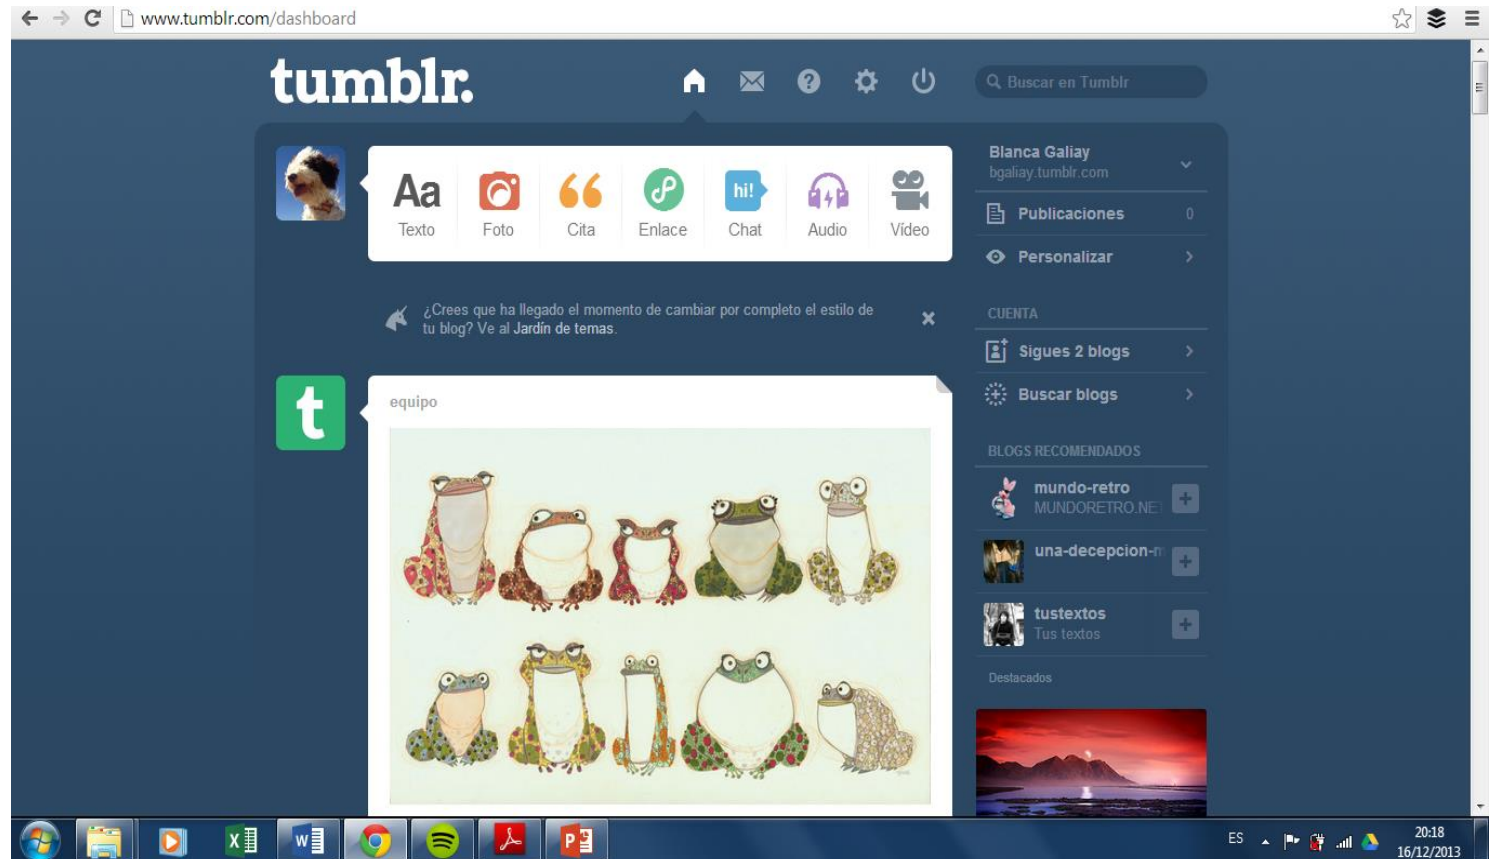 www.tumblr.com/dashboard
tumblr.
Buscar en Tumblr
Aa
hi!
Texto
Foto
Cita
Enlace
Chat
Audio
Vídeo
¿Crees que ha llegado el momento de cambiar por completo el estilo de
tu blog? Ve al Jardín de temas.
t
equipo
Blanca Galiay
bgaliay.tumblr.com
Publicaciones 0
Personalizar
CUENTA
Sigues 2 blogs
Buscar blogs
BLOGS RECOMENDADOS
mundo-retro
MUNDORETRO.NE
una-decepcion-m
tustextos
Tus textos
Destacados
ES
20:18
16/12/2013